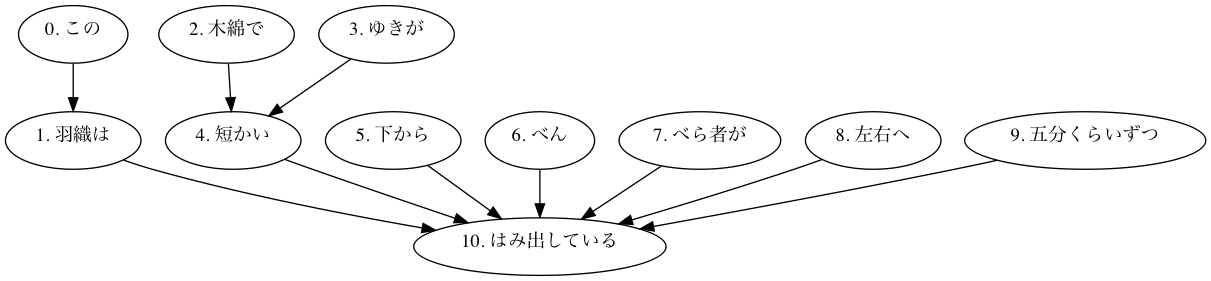 0. この
2. 木綿で
3. ゆきが
1. 羽織は
4. 短かい
5. 下から
6. べん
7. べら者が
8. 左右へ
9. 五分くらいずつ
10. はみ出している